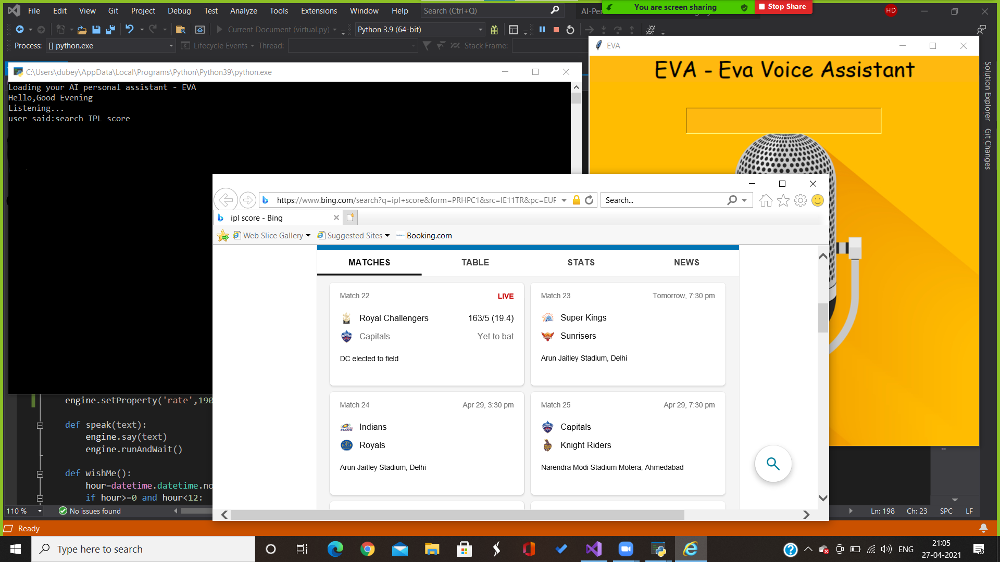 File Edit View Git Project Debug Test Analyze Tools Extensions Window Help Search (Ctrl+Q)
You are screen sharing Stop Share HD
Current Document (virtual.py) Python 3.9 (64-bit)
Process: [] python.exe Lifecycle Events Thread: Stack Frame:
EVA
EVA - Eva Voice Assistant
Solution Explorer
Git Changes
C:\Users\dubey\AppData\Local\Programs\Python\Python39\python.exe
Loading your AI personal assistant - EVA
Hello,Good Evening
Listening...
user said:search IPL score
https://www.bing.com/search?q=ipl+score&form=PRHPC1&src=IE11TR&pc=EUF Search...
ipl score - Bing
Web Slice Gallery Suggested Sites Booking.com
MATCHES TABLE STATS NEWS
Match 22 LIVE
Royal Challengers 163/5 (19.4)
Capitals Yet to bat
DC elected to field
Match 23 Tomorrow, 7:30 pm
Super Kings
Sunrisers
Arun Jaitley Stadium, Delhi
Match 24 Apr 29, 3:30 pm
Indians
Royals
Arun Jaitley Stadium, Delhi
Match 25 Apr 29, 7:30 pm
Capitals
Knight Riders
Narendra Modi Stadium Motera, Ahmedabad
engine.setProperty('rate',190
def speak(text):
engine.say(text)
engine.runAndWait()
def wishMe():
hour=datetime.datetime.no
if hour>=0 and hour<12:
110 % No issues found Ln: 198 Ch: 23 SPC LF
Ready
Type here to search
ENG 21:05
27-04-2021